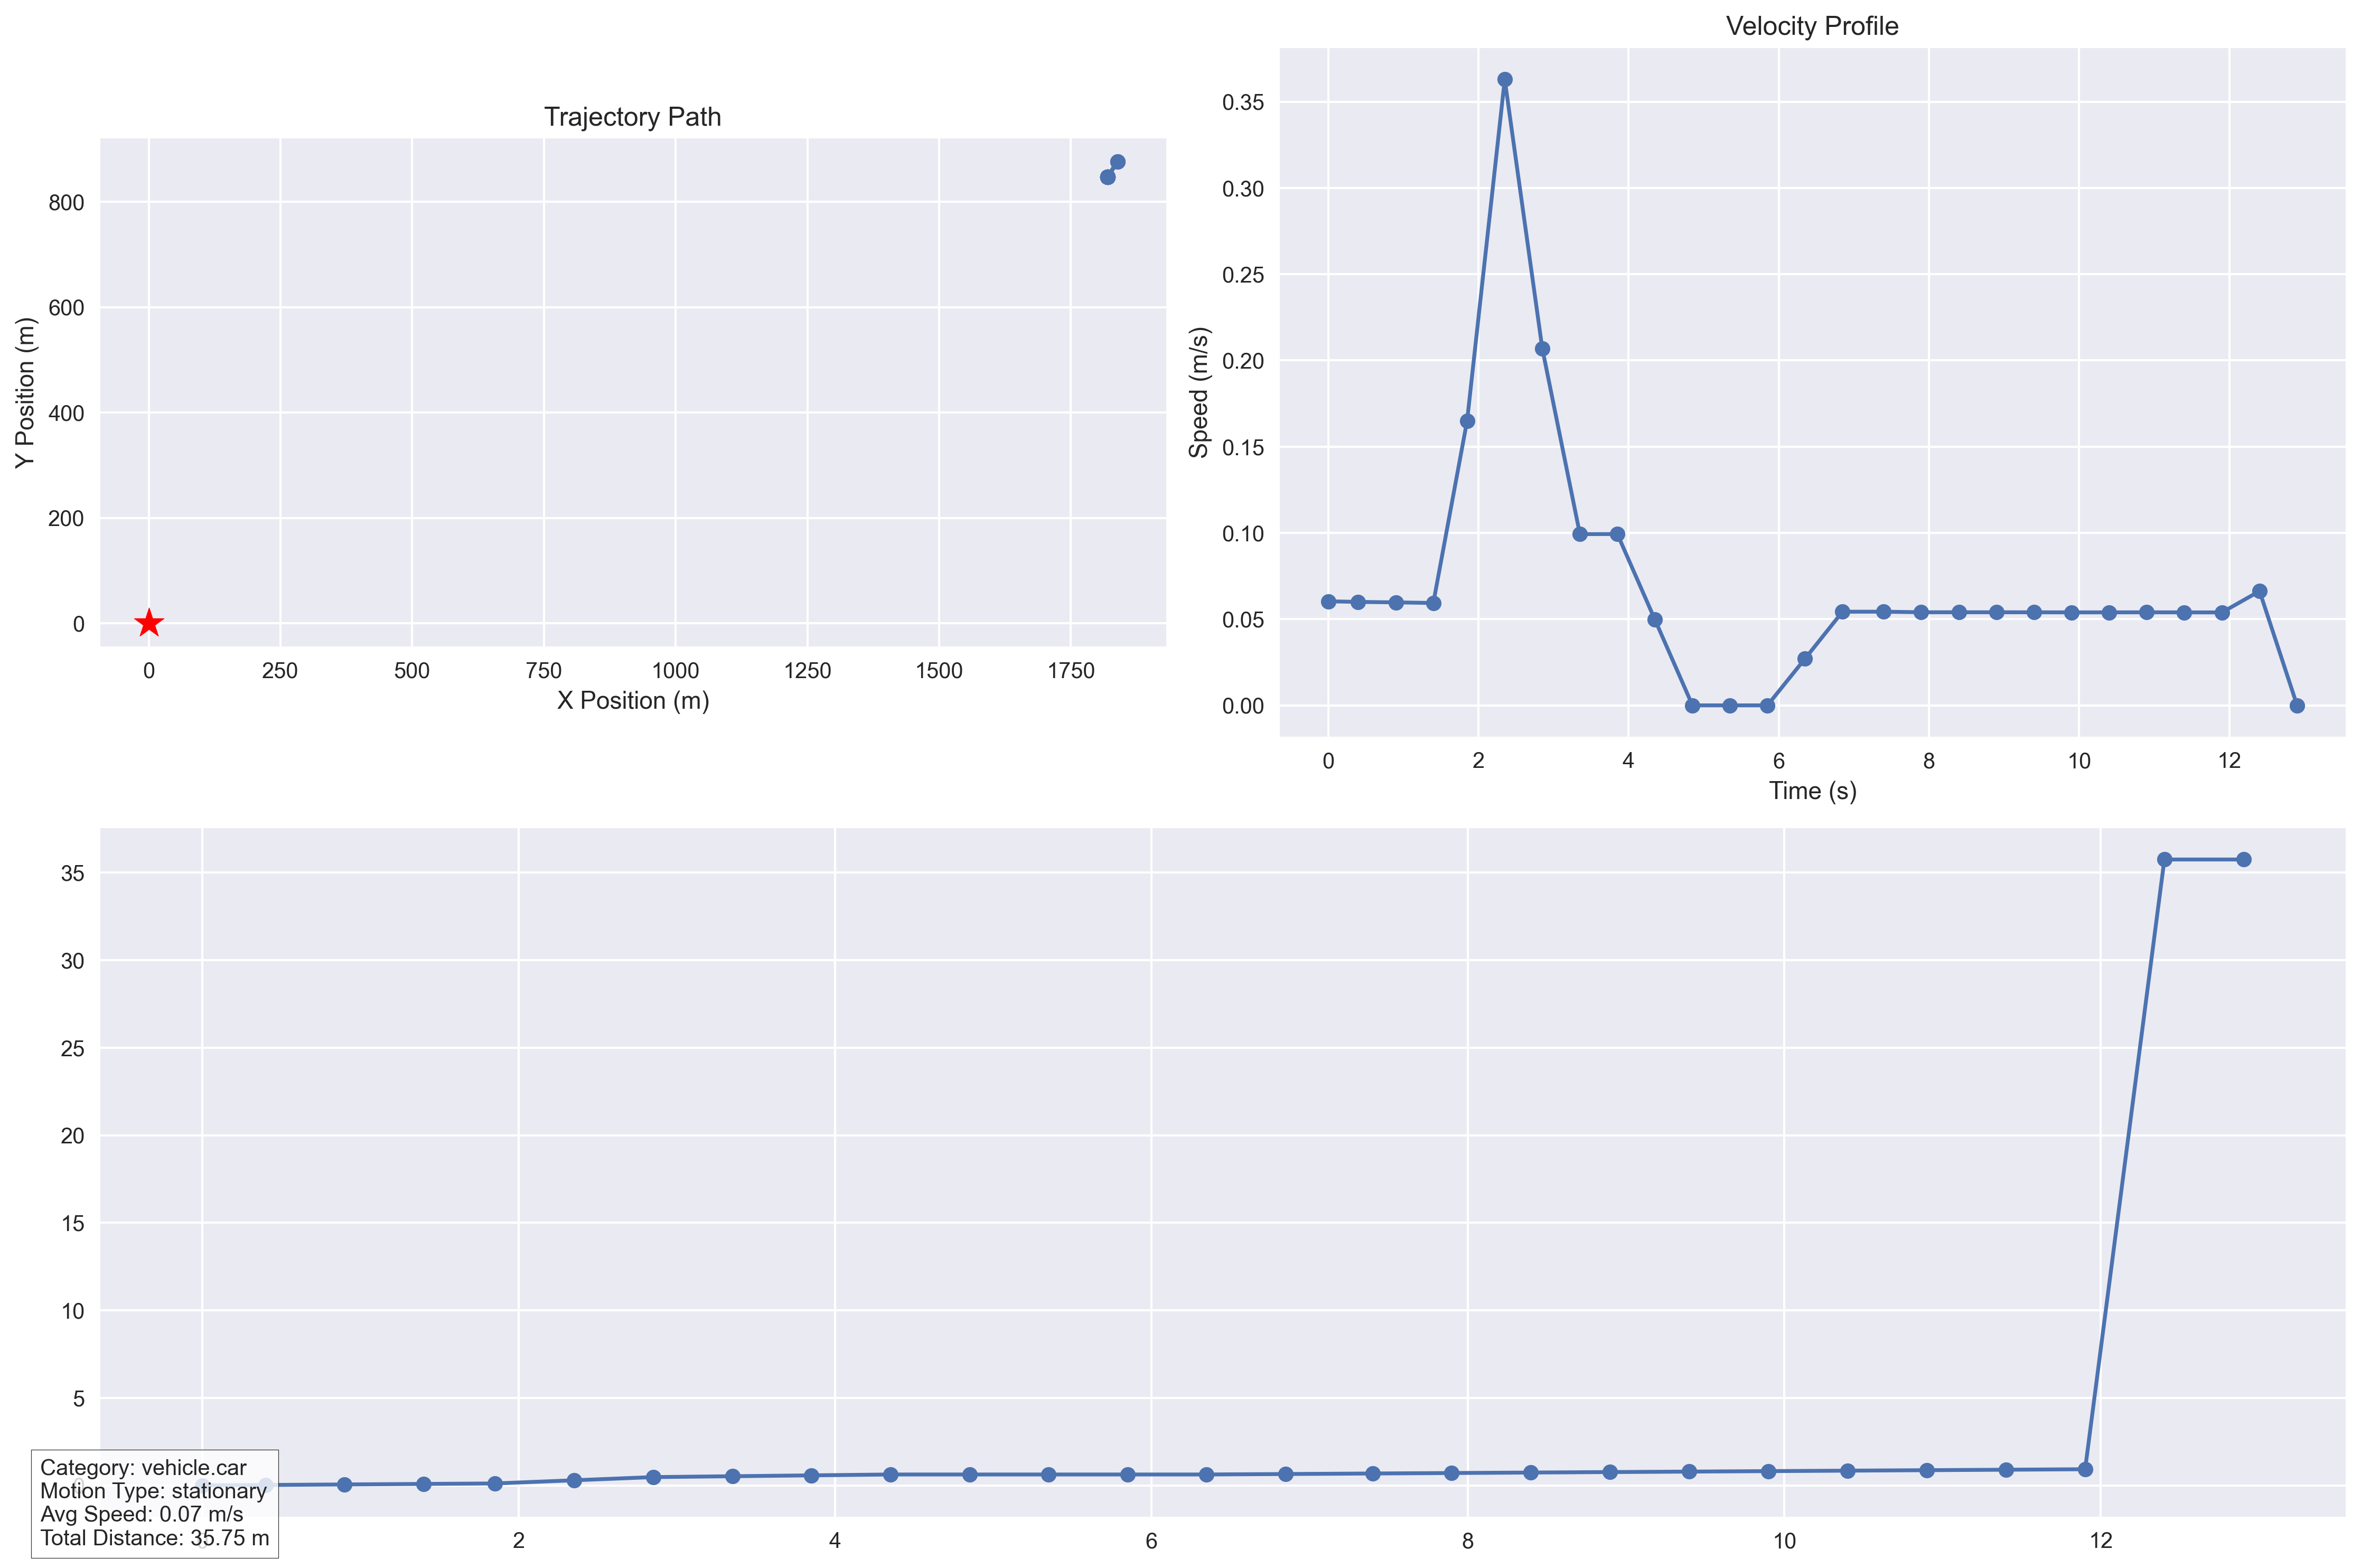 Trajectory Path
Y Position (m)
800
600
400
200
0
0 250 500 750 1000 1250 1500 1750
X Position (m)
Velocity Profile
Speed (m/s)
0.35
0.30
0.25
0.20
0.15
0.10
0.05
0.00
0 2 4 6 8 10 12
Time (s)
35
30
25
20
15
10
5
0
0 2 4 6 8 10 12
Category: vehicle.car
Motion Type: stationary
Avg Speed: 0.07 m/s
Total Distance: 35.75 m